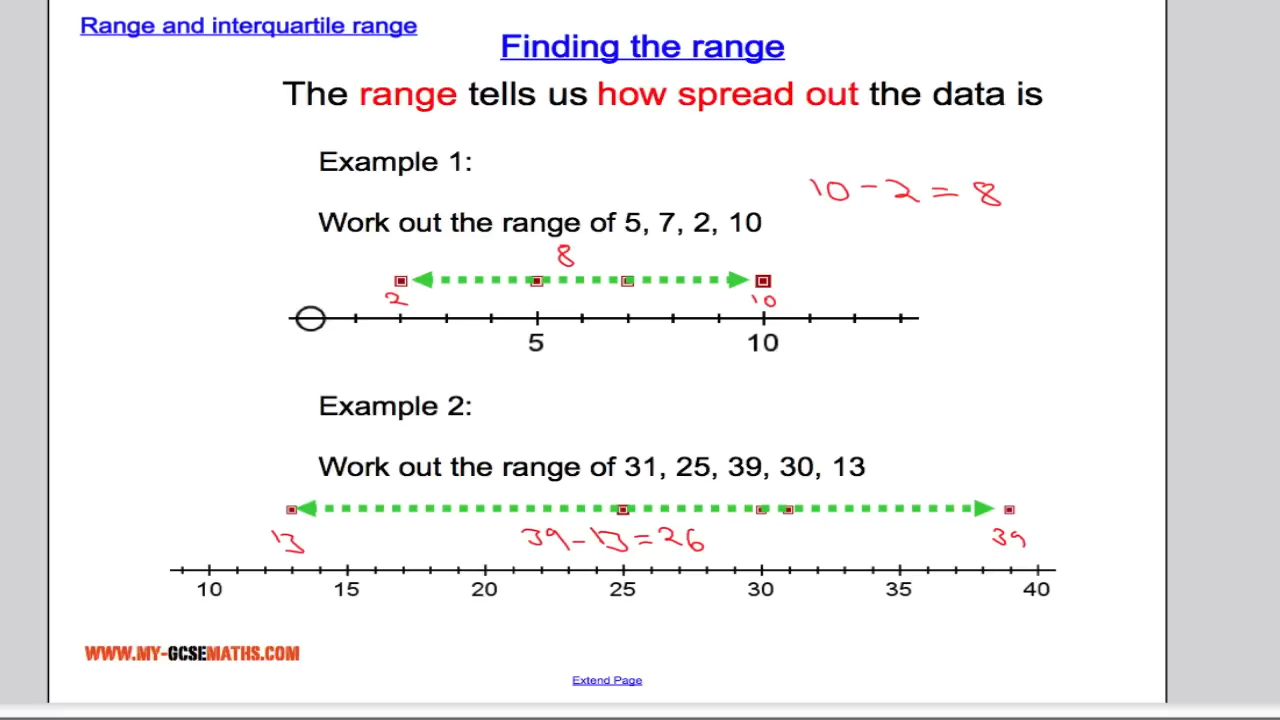 Range and interquartile range
Finding the range
The range tells us how spread out the data is
Example 1:
10 - 2 = 8
Work out the range of 5, 7, 2, 10
8
2
10
5 10
Example 2:
Work out the range of 31, 25, 39, 30, 13
13 39 - 13 = 26 39
10 15 20 25 30 35 40
WWW.MY-GCSEMATHS.COM
Extend Page